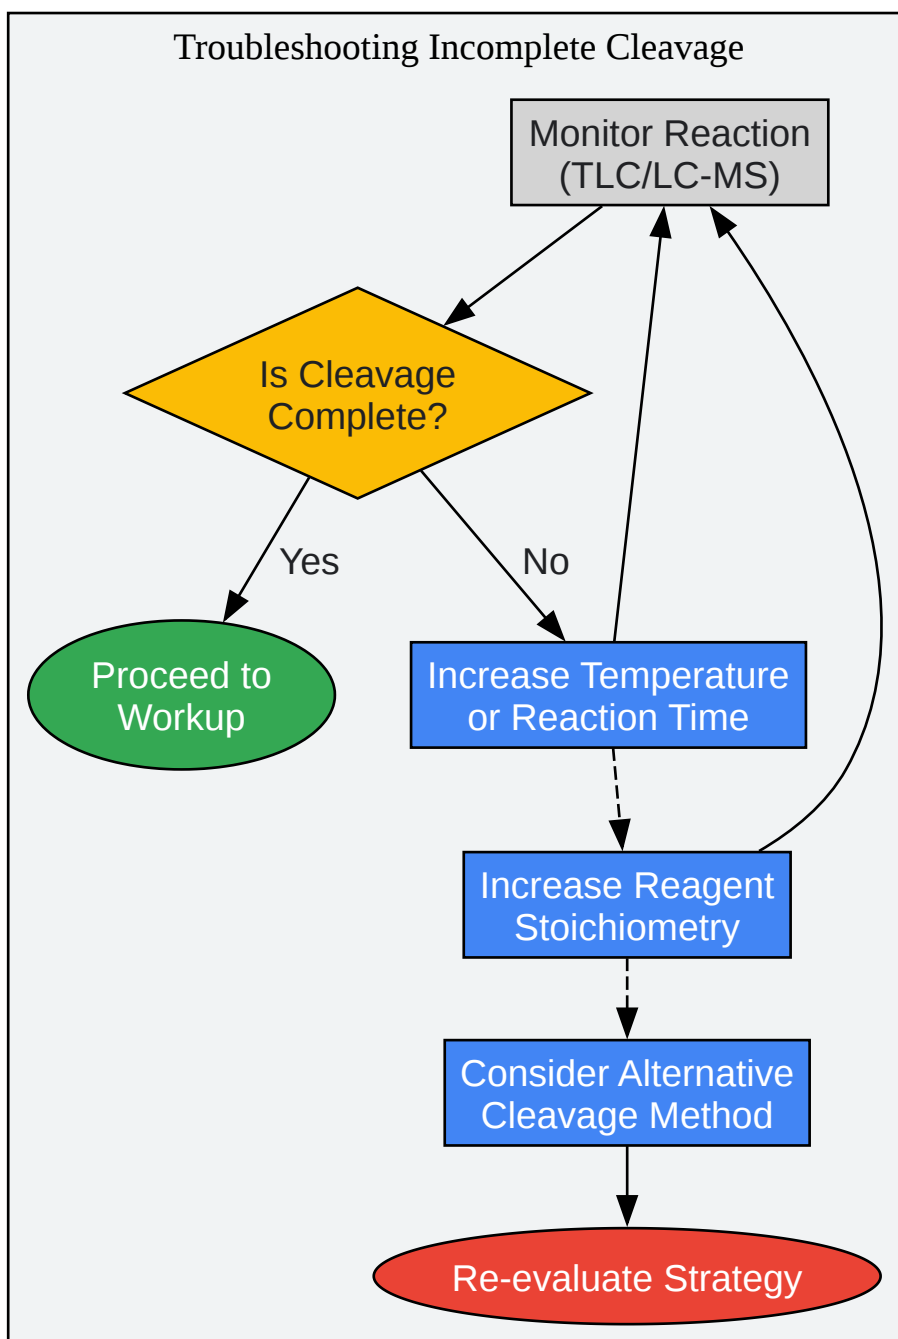 Troubleshooting Incomplete Cleavage
Monitor Reaction
(TLC/LC-MS)
Is Cleavage
Complete?
Yes
No
Proceed to
Workup
Increase Temperature
or Reaction Time
Increase Reagent
Stoichiometry
Consider Alternative
Cleavage Method
Re-evaluate Strategy